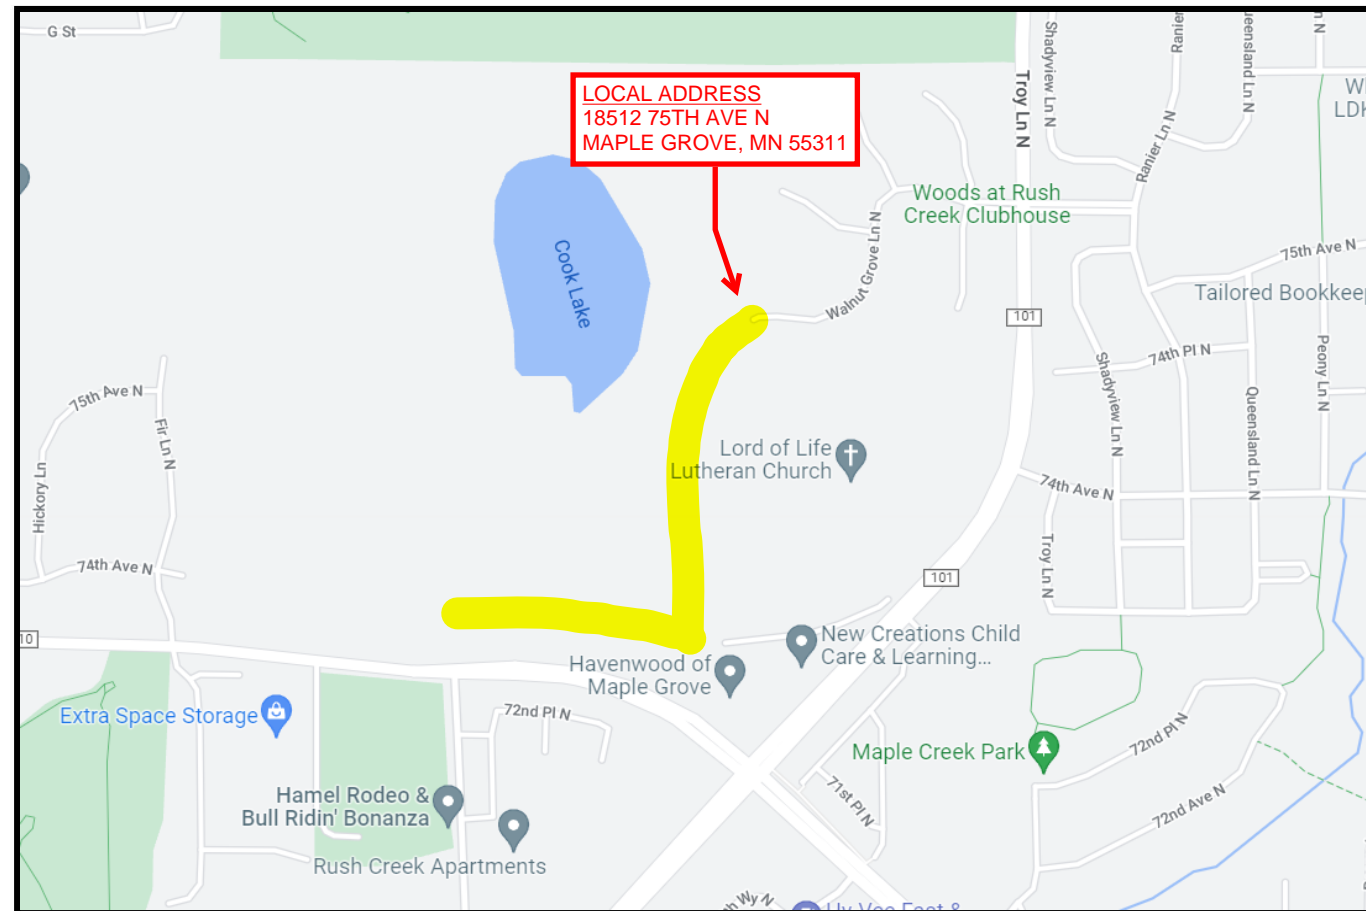 G St
LOCAL ADDRESS
18512 75TH AVE N
MAPLE GROVE, MN 55311
Troy Ln N
Shadyview Ln N
Ranier Ln N
Woods at Rush
Creek Clubhouse
Walnut Grove Ln N
Cook Lake
75th Ave N
Tailored Bookkeep
101
74th Pl N
Shadyview Ln N
Queensland Ln N
Peony Ln N
75th Ave N
Fir Ln N
Hickory Ln
74th Ave N
Lord of Life
Lutheran Church
74th Ave N
Troy Ln N
101
10
New Creations Child
Care & Learning...
Havenwood of
Maple Grove
Extra Space Storage
72nd Pl N
Maple Creek Park
72nd Pl N
72nd Ave N
71st Pl N
Hamel Rodeo &
Bull Ridin' Bonanza
Rush Creek Apartments
Wy N